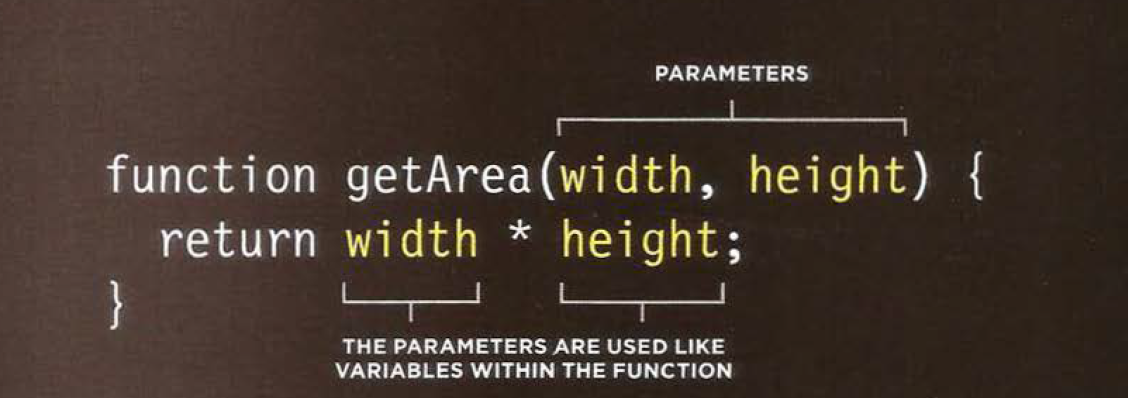 PARAMETERS
function getArea(width, height) {
return width * height;
}
THE PARAMETERS ARE USED LIKE
VARIABLES WITHIN THE FUNCTION